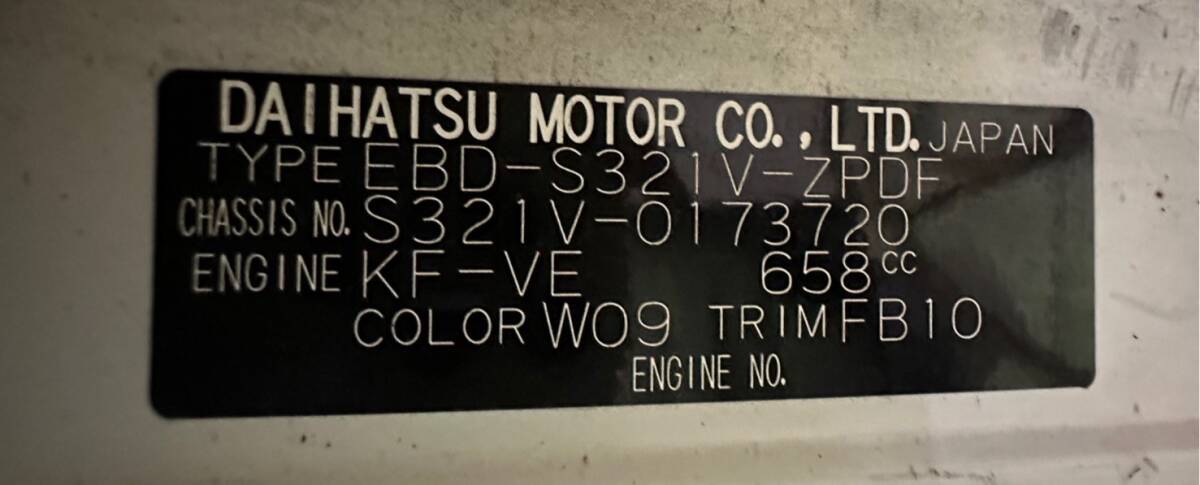 DAIHATSU MOTOR CO., LTD. JAPAN
TYPE EBD-S321V-ZPDF
CHASSIS NO. S321V-0173720
ENGINE KF-VE 658cc
COLOR W09 TRIM FB10
ENGINE NO.